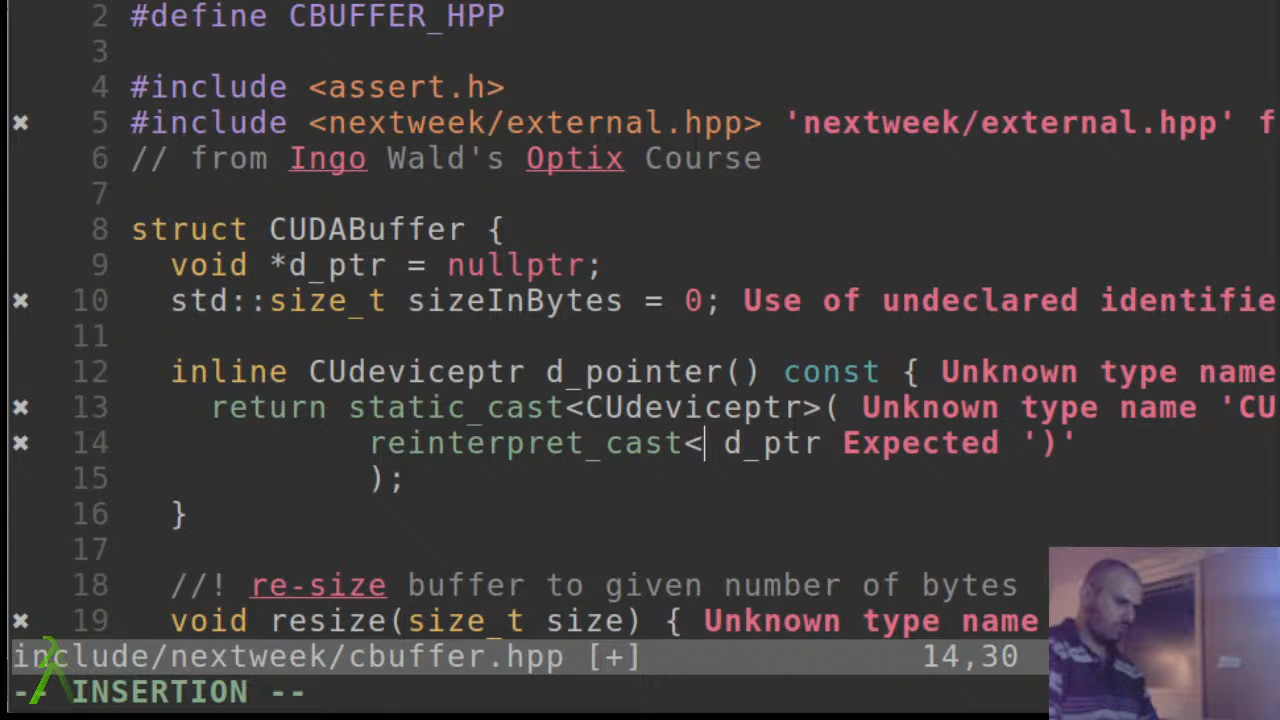 2 #define CBUFFER_HPP
3
4 #include <assert.h>
✖ 5 #include <nextweek/external.hpp> 'nextweek/external.hpp' f
6 // from Ingo Wald's Optix Course
7
8 struct CUDABuffer {
9 void *d_ptr = nullptr;
✖ 10 std::size_t sizeInBytes = 0; Use of undeclared identifie
11
12 inline CUdeviceptr d_pointer() const { Unknown type name
✖ 13 return static_cast<CUdeviceptr>( Unknown type name 'CU
✖ 14 reinterpret_cast< d_ptr Expected ')'
15 );
16 }
17
18 //! re-size buffer to given number of bytes
✖ 19 void resize(size_t size) { Unknown type name
include/nextweek/cbuffer.hpp [+] 14,30
-- INSERTION --